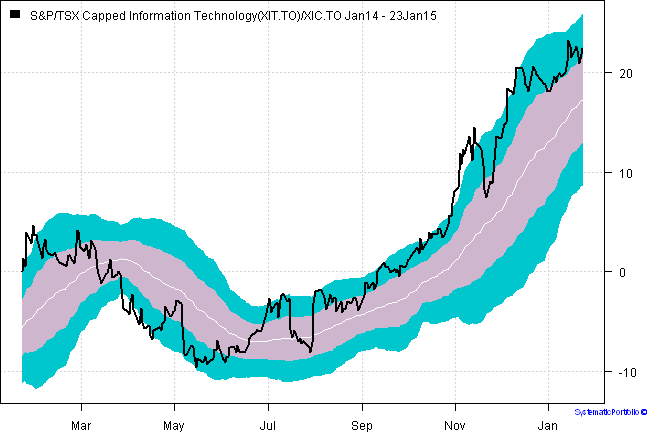 S&P/TSX Capped Information Technology(XIT.TO)/XIC.TO Jan14 - 23Jan15
20
10
0
-10
Mar May Jul Sep Nov Jan
SystematicPortfolio ©